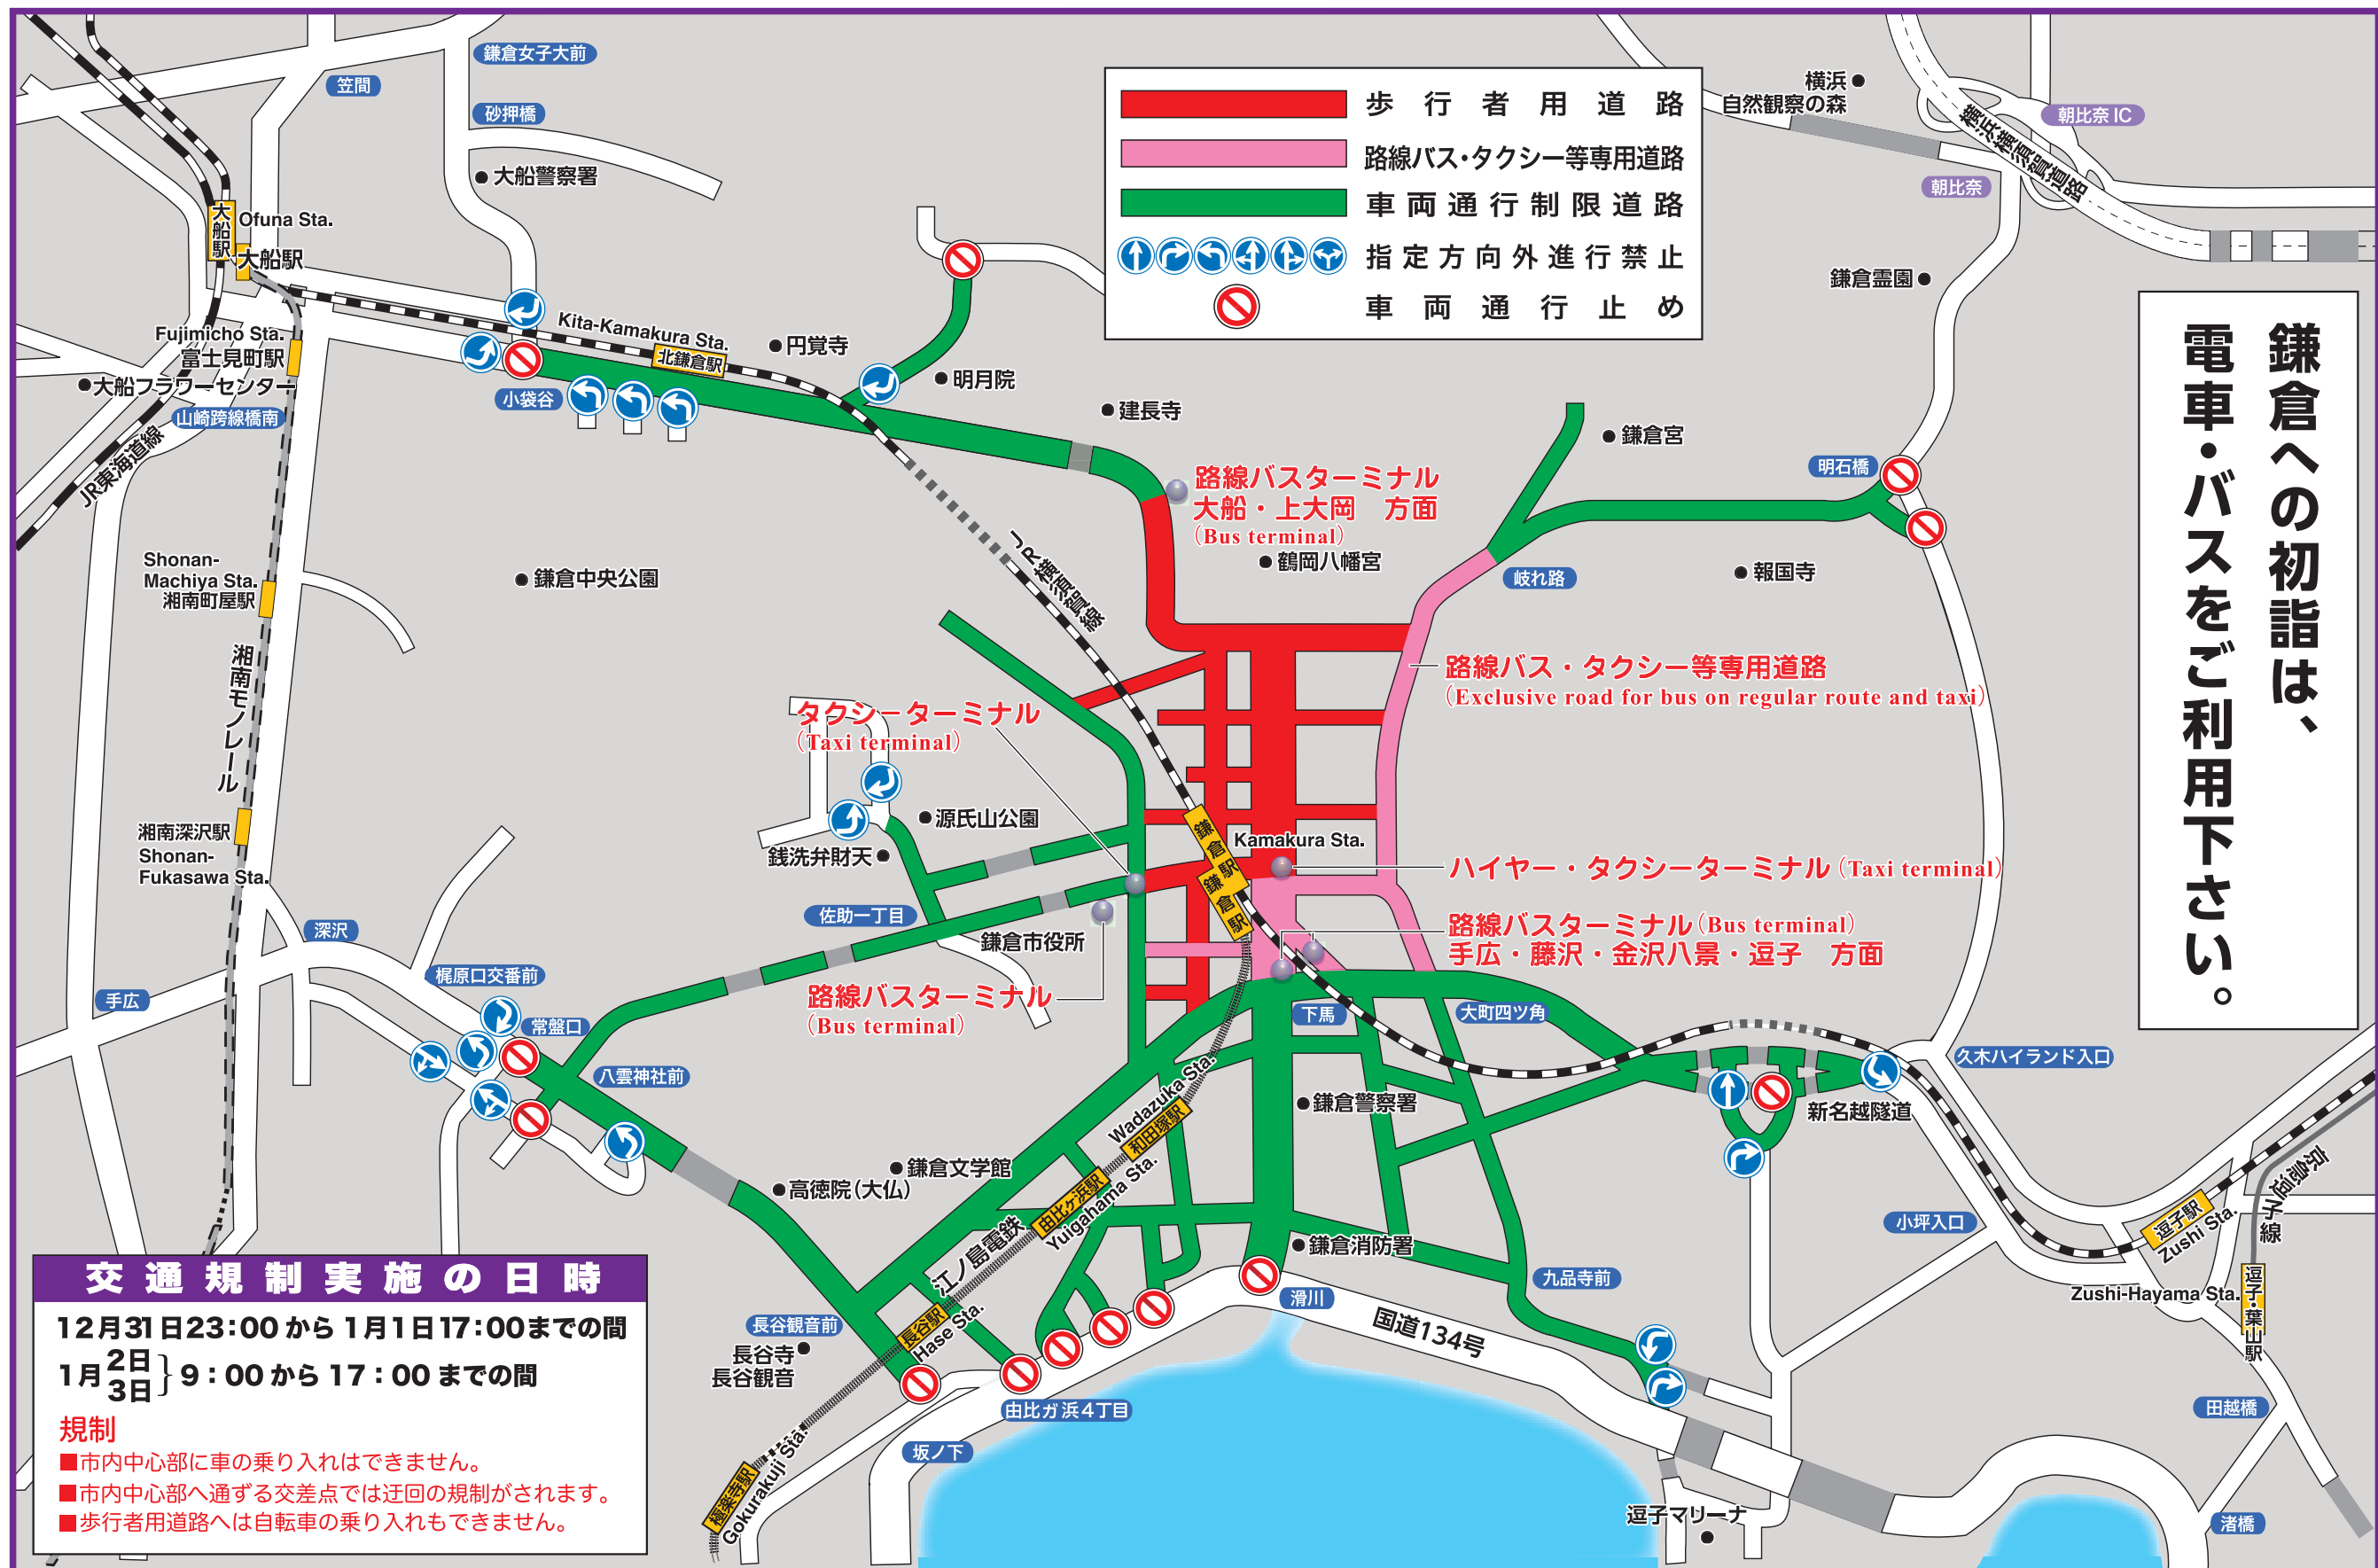 鎌倉女子大前
笠間
砂押橋
大船警察署
大船駅
Ofuna Sta.
大船駅
歩行者用道路
路線バス・タクシー等専用道路
車両通行制限道路
指定方向外進行禁止
車両通行止め
横浜
自然観察の森
朝比奈IC
横浜横須賀道路
朝比奈
鎌倉霊園
鎌倉への初詣は、
電車・バスをご利用下さい。
Fujimicho Sta.
富士見町駅
大船フラワーセンター
山崎跨線橋南
JR東海道線
Kita-Kamakura Sta.
北鎌倉駅
小袋谷
円覚寺
明月院
建長寺
鎌倉宮
明石橋
路線バスターミナル
大船・上大岡 方面
(Bus terminal)
鶴岡八幡宮
JR横須賀線
岐れ路
報国寺
Shonan-
Machiya Sta.
湘南町屋駅
鎌倉中央公園
湘南モノレール
路線バス・タクシー等専用道路
(Exclusive road for bus on regular route and taxi)
タクシーターミナル
(Taxi terminal)
源氏山公園
銭洗弁財天
湘南深沢駅
Shonan-
Fukasawa Sta.
鎌倉駅
鎌倉駅
Kamakura Sta.
ハイヤー・タクシーターミナル(Taxi terminal)
佐助一丁目
鎌倉市役所
路線バスターミナル(Bus terminal)
手広・藤沢・金沢八景・逗子 方面
深沢
梶原口交番前
手広
常盤口
路線バスターミナル
(Bus terminal)
下馬
大町四ツ角
八雲神社前
久木ハイランド入口
新名越隧道
鎌倉警察署
Wadazuka Sta.
和田塚駅
鎌倉文学館
高徳院(大仏)
由比ヶ浜駅
Yuigahama Sta.
江ノ島電鉄
鎌倉消防署
小坪入口
逗子駅
Zushi Sta.
京急逗子線
Zushi-Hayama Sta.
逗子・葉山駅
九品寺前
滑川
国道134号
長谷観音前
長谷駅
Hase Sta.
長谷寺
長谷観音
由比ガ浜4丁目
坂ノ下
極楽寺駅
Gokurakuji Sta.
田越橋
渚橋
逗子マリーナ
交通規制実施の日時
12月31日23:00から1月1日17:00までの間
1月2日
3日}9:00から17:00までの間
規制
■市内中心部に車の乗り入れはできません。
■市内中心部へ通ずる交差点では迂回の規制がされます。
■歩行者用道路へは自転車の乗り入れもできません。